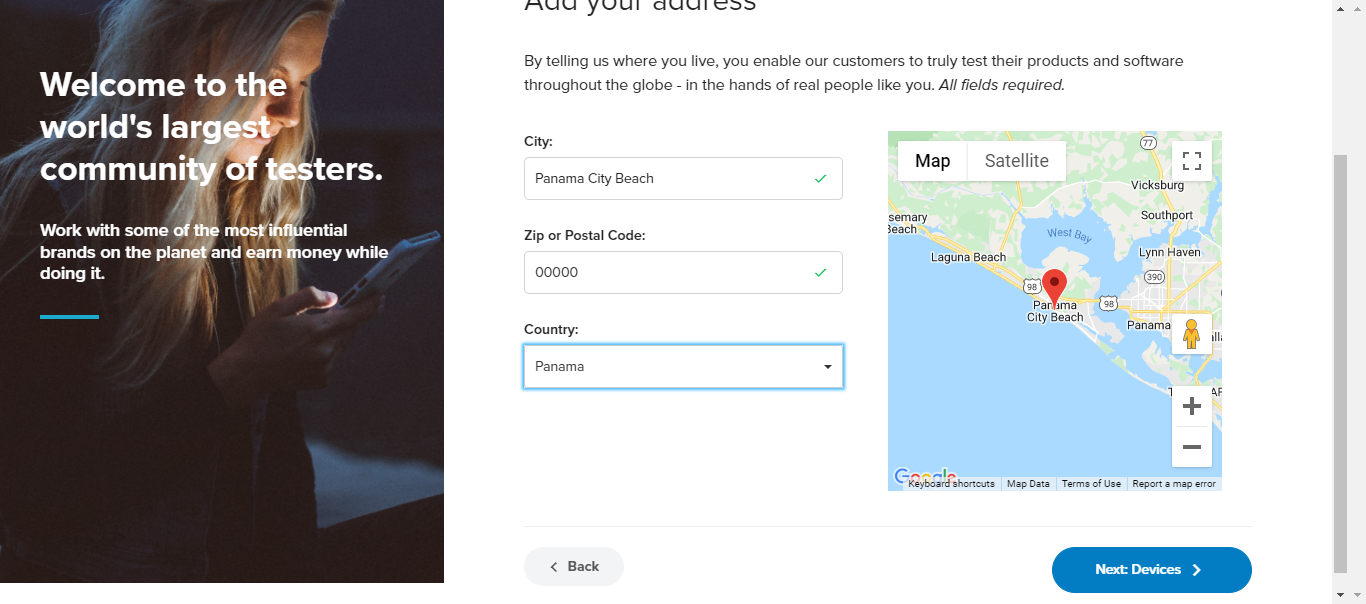 Add your address
Welcome to the
world's largest
community of testers.
Work with some of the most influential
brands on the planet and earn money while
doing it.
By telling us where you live, you enable our customers to truly test their products and software
throughout the globe - in the hands of real people like you. All fields required.
City:
Panama City Beach
Zip or Postal Code:
00000
Country:
Panama
Map
Satellite
77
Vicksburg
Southport
semary
Beach
West Bay
Lynn Haven
Laguna Beach
390
98
98
Panama
City Beach
Panama
Google
Keyboard shortcuts
Map Data
Terms of Use
Report a map error
Back
Next: Devices